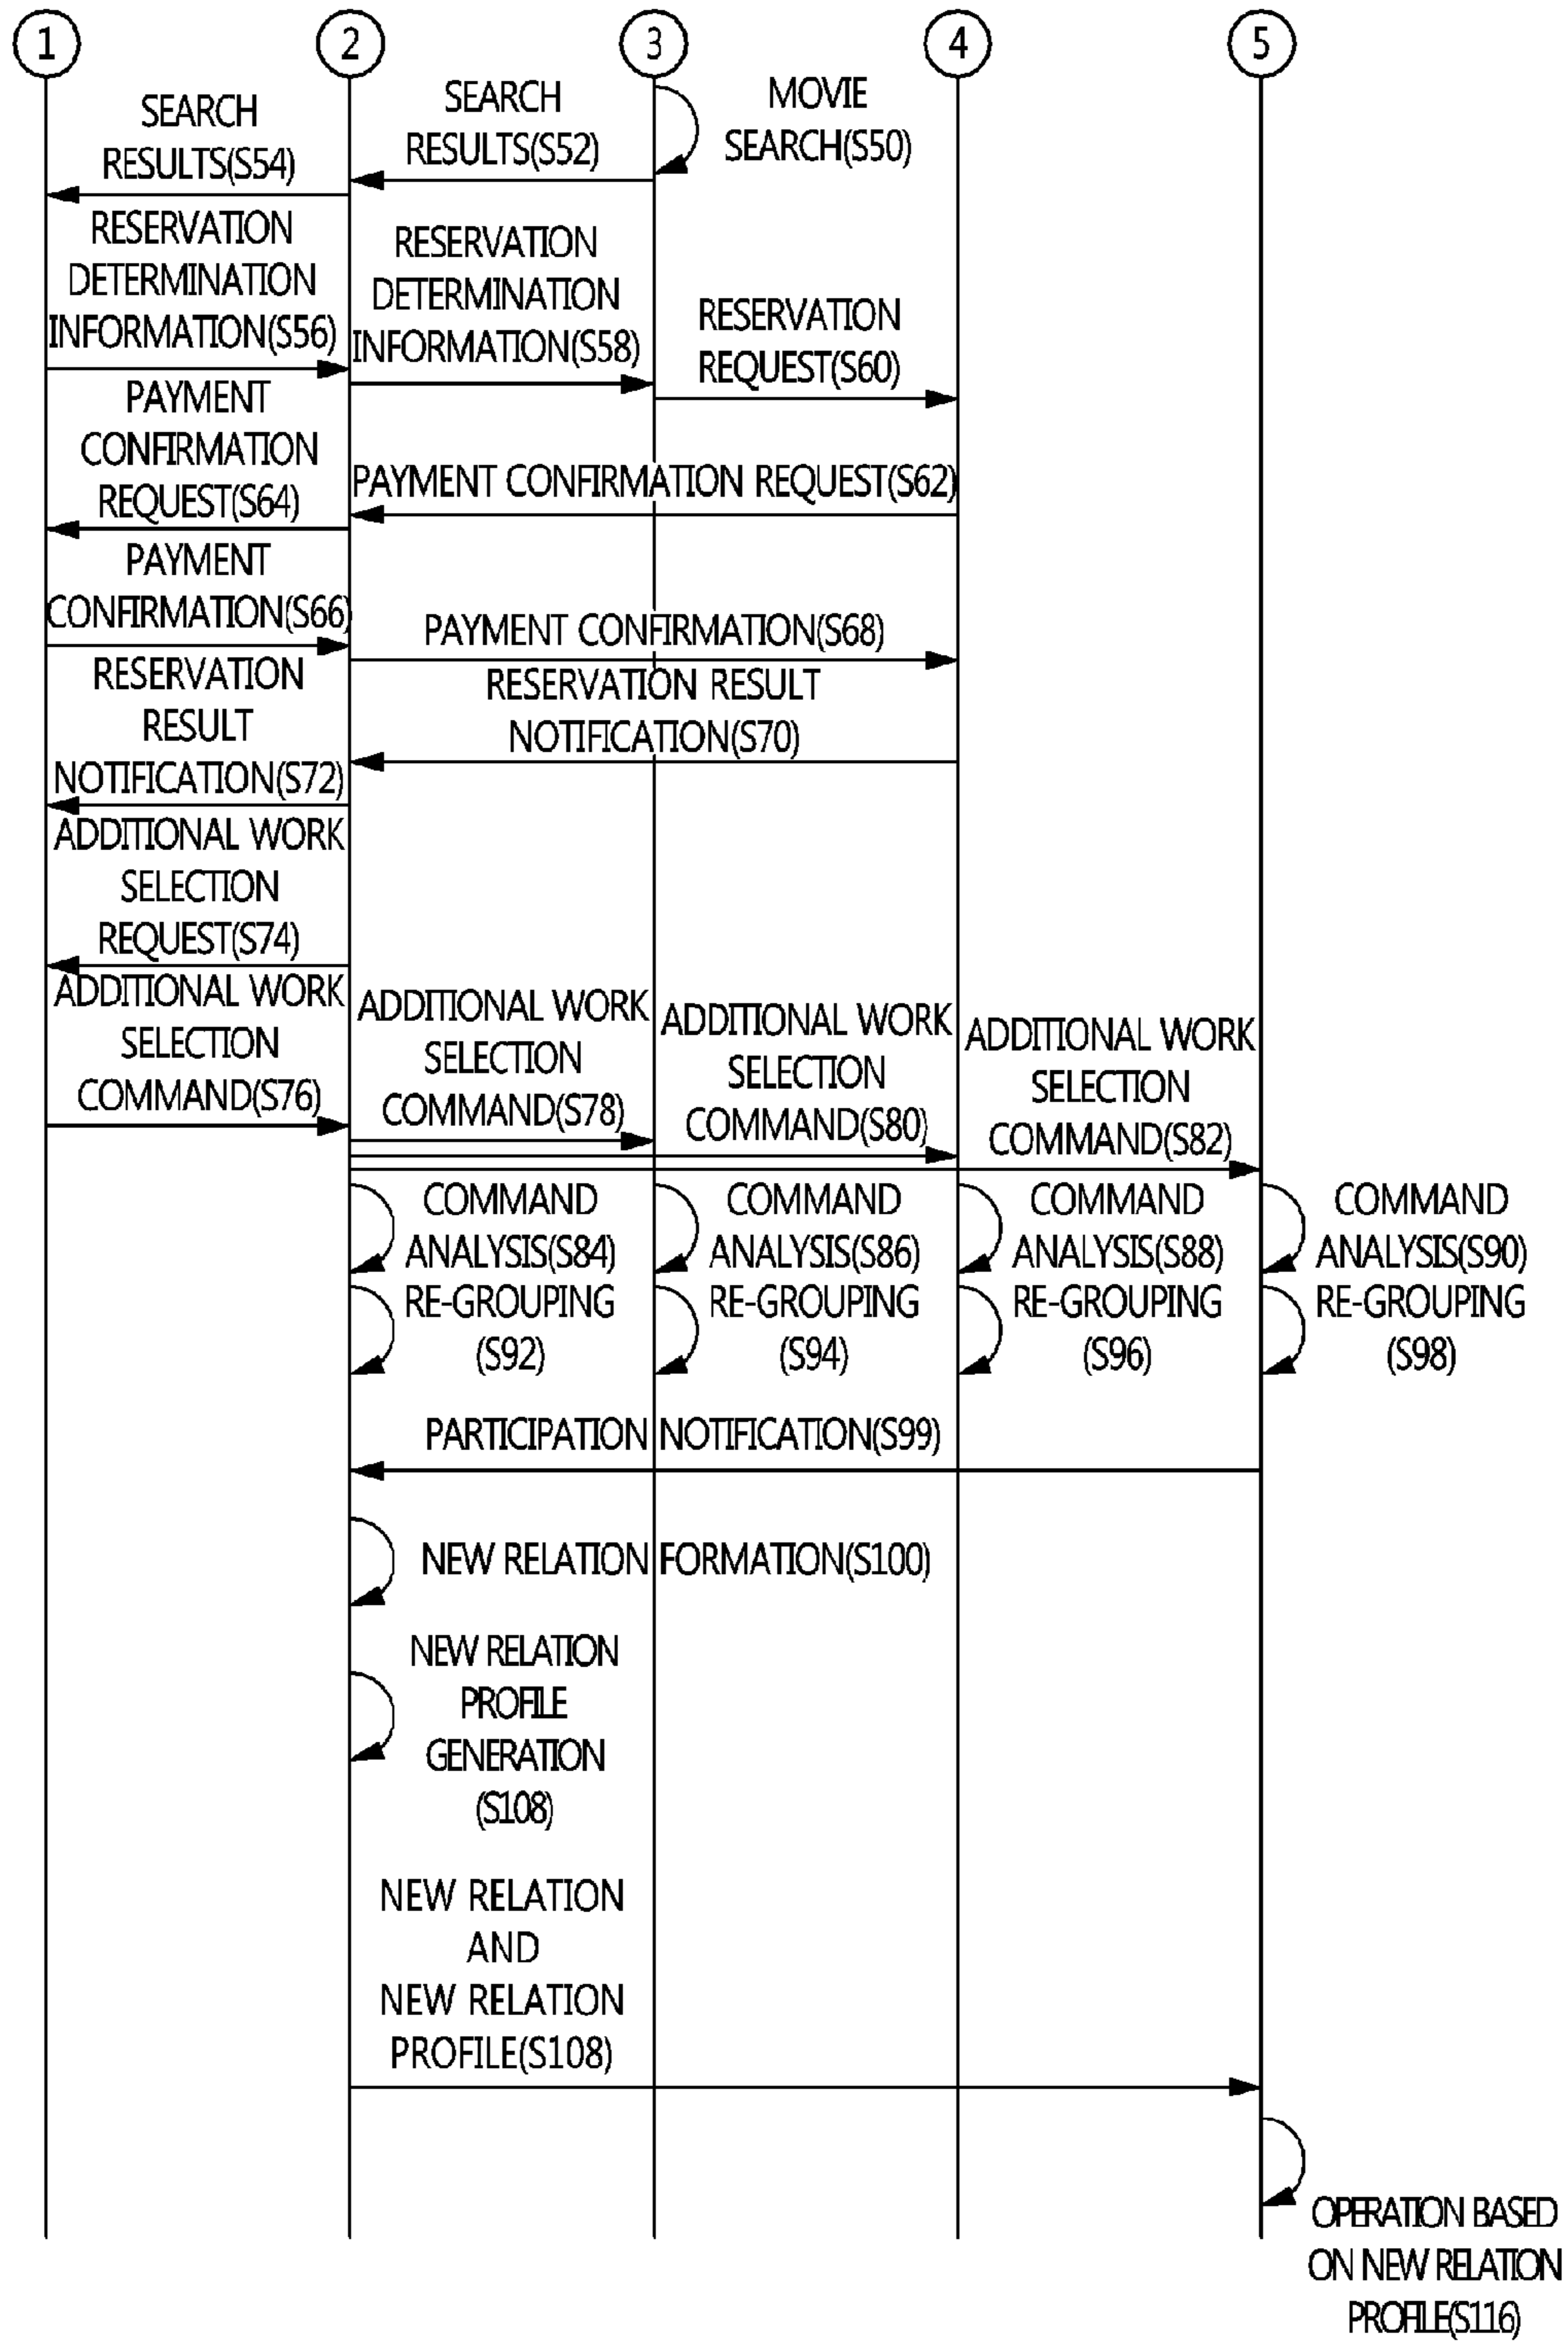 1
2
3
4
5
SEARCH
RESULTS(S54)
SEARCH
RESULTS(S52)
MOVIE
SEARCH(S50)
RESERVATION
DETERMINATION
INFORMATION(S56)
RESERVATION
DETERMINATION
INFORMATION(S58)
RESERVATION
REQUEST(S60)
PAYMENT
CONFIRMATION
REQUEST(S64)
PAYMENT CONFIRMATION REQUEST(S62)
PAYMENT
CONFIRMATION(S66)
PAYMENT CONFIRMATION(S68)
RESERVATION
RESULT
NOTIFICATION(S72)
RESERVATION RESULT
NOTIFICATION(S70)
ADDITIONAL WORK
SELECTION
REQUEST(S74)
ADDITIONAL WORK
SELECTION
COMMAND(S76)
ADDITIONAL WORK
SELECTION
COMMAND(S78)
ADDITIONAL WORK
SELECTION
COMMAND(S80)
ADDITIONAL WORK
SELECTION
COMMAND(S82)
COMMAND
ANALYSIS(S84)
COMMAND
ANALYSIS(S86)
COMMAND
ANALYSIS(S88)
COMMAND
ANALYSIS(S90)
RE-GROUPING
(S92)
RE-GROUPING
(S94)
RE-GROUPING
(S96)
RE-GROUPING
(S98)
PARTICIPATION NOTIFICATION(S99)
NEW RELATION FORMATION(S100)
NEW RELATION
PROFILE
GENERATION
(S108)
NEW RELATION
AND
NEW RELATION
PROFILE(S108)
OPERATION BASED
ON NEW RELATION
PROFILE(S116)